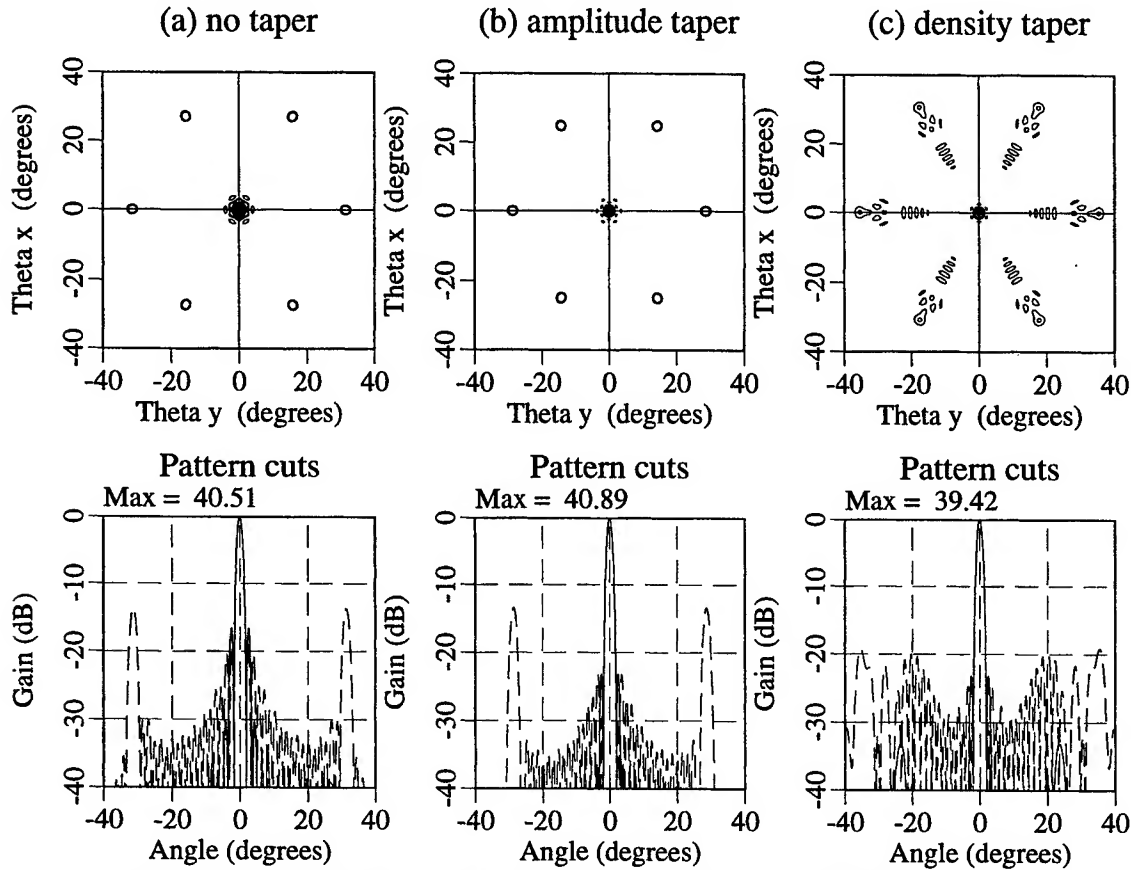 (a) no taper
(b) amplitude taper
(c) density taper
Theta x (degrees)
40
20
0
-20
-40
-40 -20 0 20 40
Theta y (degrees)
Theta x (degrees)
40
20
0
-20
-40
-40 -20 0 20 40
Theta y (degrees)
Theta x (degrees)
40
20
0
-20
-40
-40 -20 0 20 40
Theta y (degrees)
Pattern cuts
Max = 40.51
Gain (dB)
0
-10
-20
-30
-40
-40 -20 0 20 40
Angle (degrees)
Pattern cuts
Max = 40.89
Gain (dB)
0
-10
-20
-30
-40
-40 -20 0 20 40
Angle (degrees)
Pattern cuts
Max = 39.42
Gain (dB)
0
-10
-20
-30
-40
-40 -20 0 20 40
Angle (degrees)